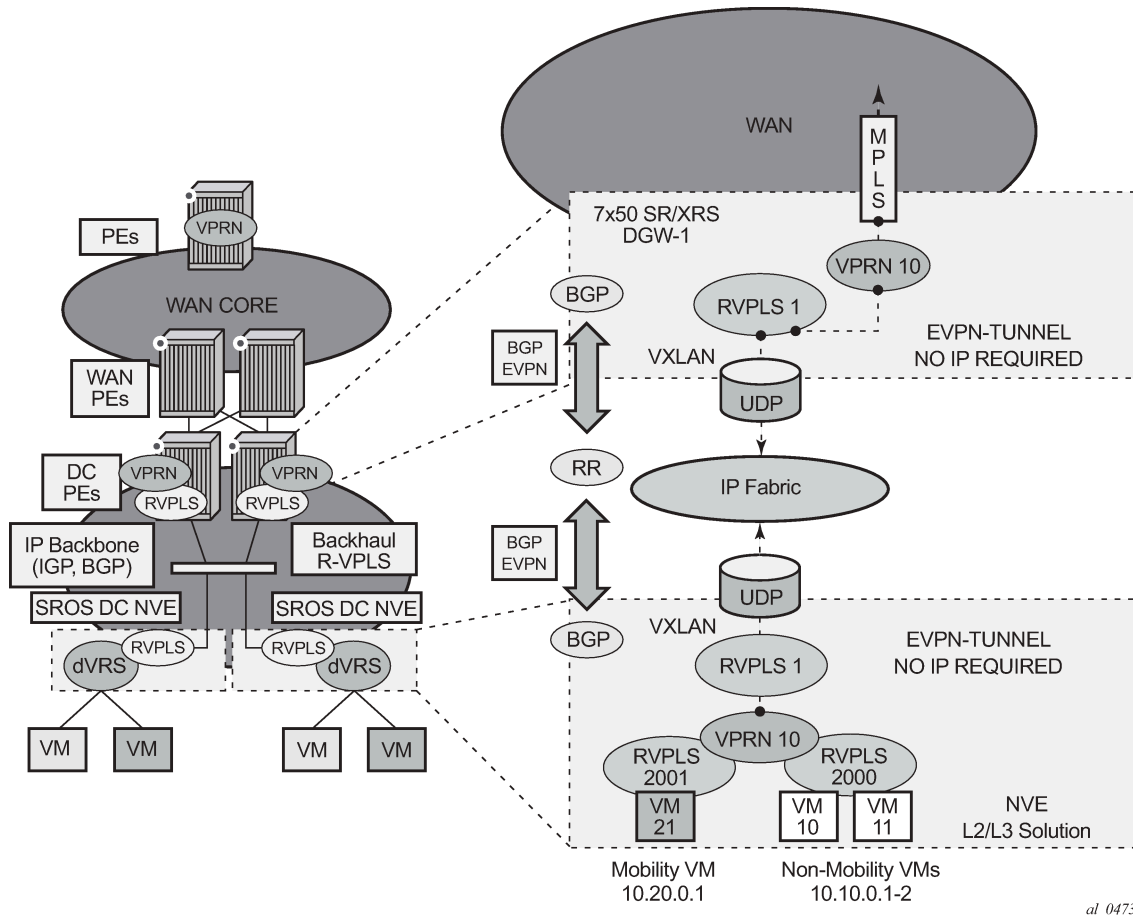 WAN
M
P
L
S
7x50 SR/XRS
DGW-1
PEs
VPRN
VPRN 10
WAN CORE
BGP
RVPLS 1
EVPN-TUNNEL
NO IP REQUIRED
BGP
EVPN
VXLAN
WAN
PEs
UDP
DC
PEs
VPRN
VPRN
RVPLS
RVPLS
RR
IP Fabric
IP Backbone
(IGP, BGP)
Backhaul
R-VPLS
BGP
EVPN
SROS DC NVE
SROS DC NVE
UDP
VXLAN
BGP
EVPN-TUNNEL
NO IP REQUIRED
RVPLS
RVPLS
dVRS
dVRS
RVPLS 1
VPRN 10
VM
VM
VM
VM
RVPLS
2001
RVPLS
2000
VM
21
VM
10
VM
11
NVE
L2/L3 Solution
Mobility VM
10.20.0.1
Non-Mobility VMs
10.10.0.1-2
al_0473